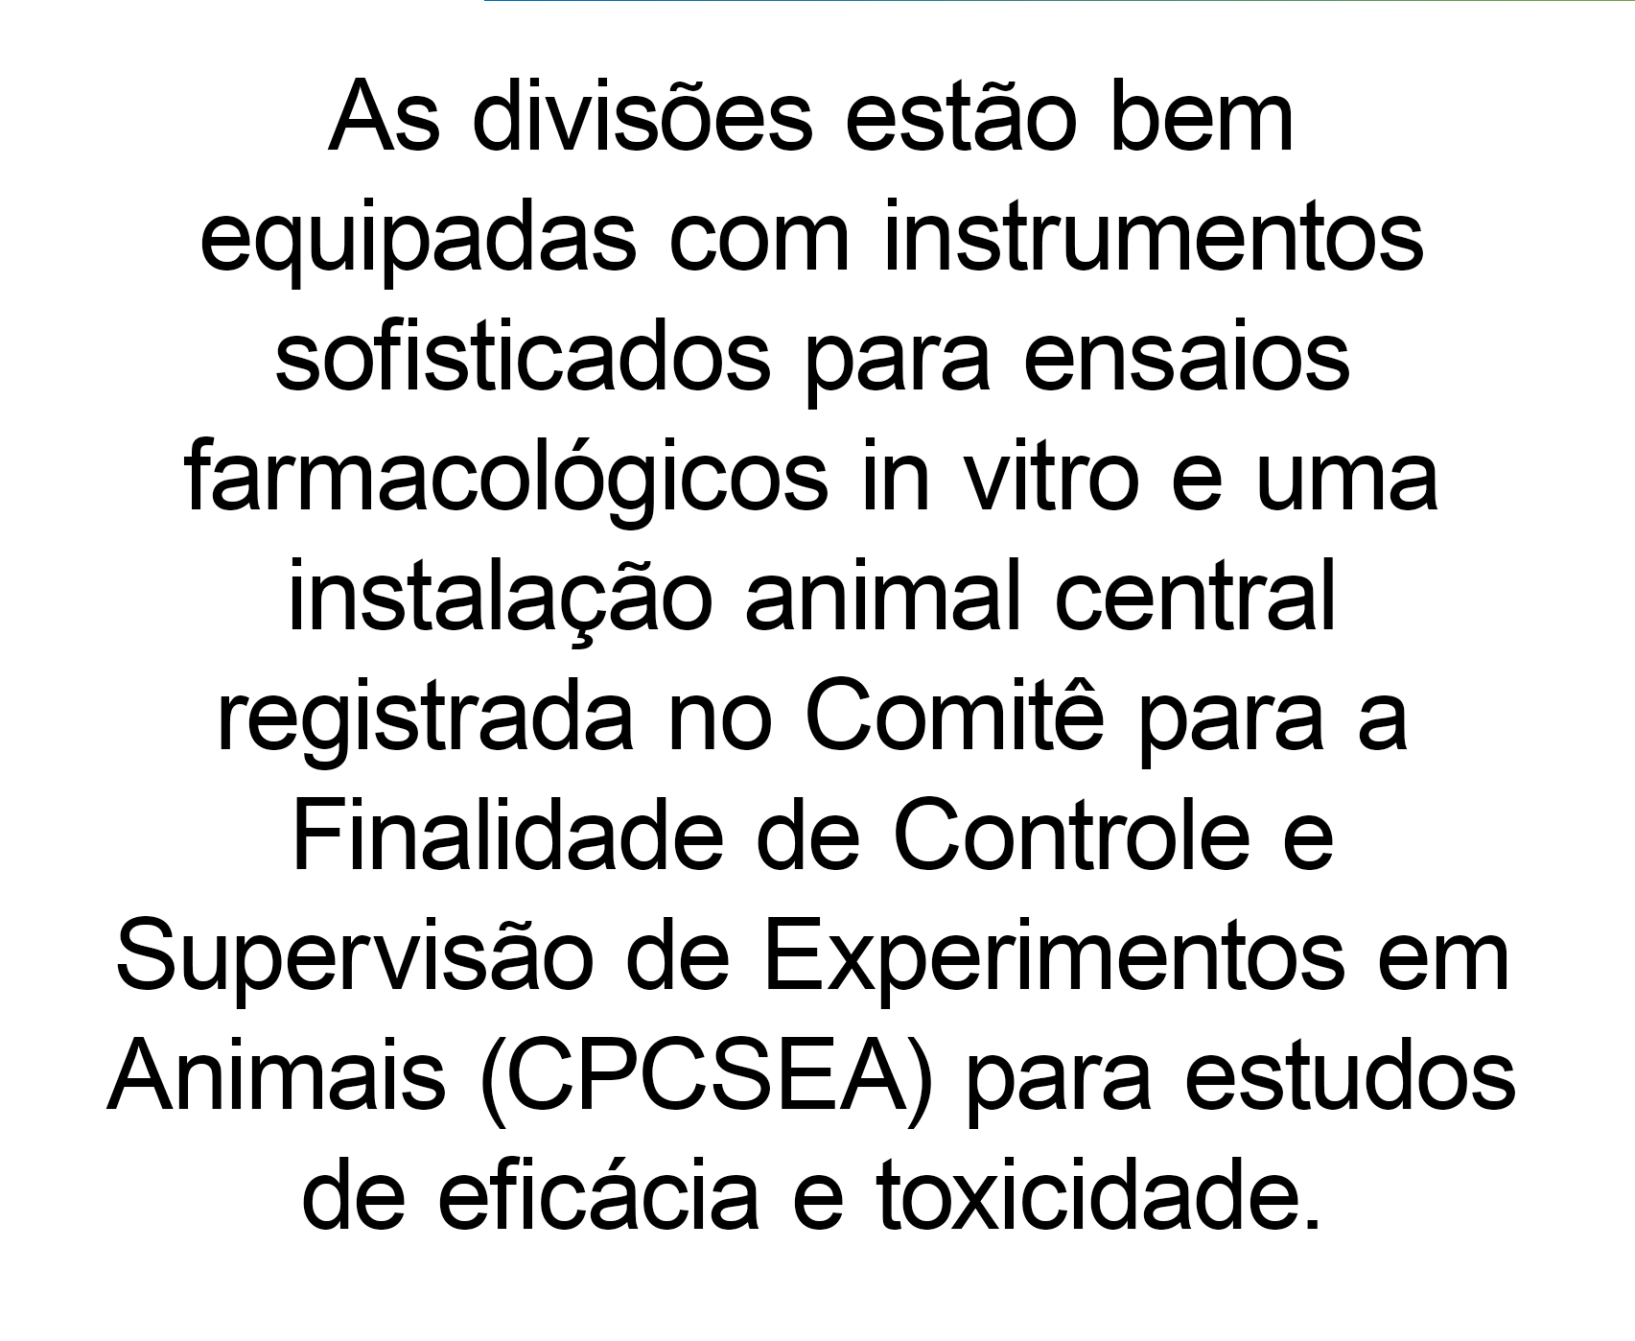 As divisões estão bem
equipadas com instrumentos
sofisticados para ensaios
farmacológicos in vitro e uma
instalação animal central
registrada no Comitê para a
Finalidade de Controle e
Supervisão de Experimentos em
Animais (CPCSEA) para estudos
de eficácia e toxicidade.